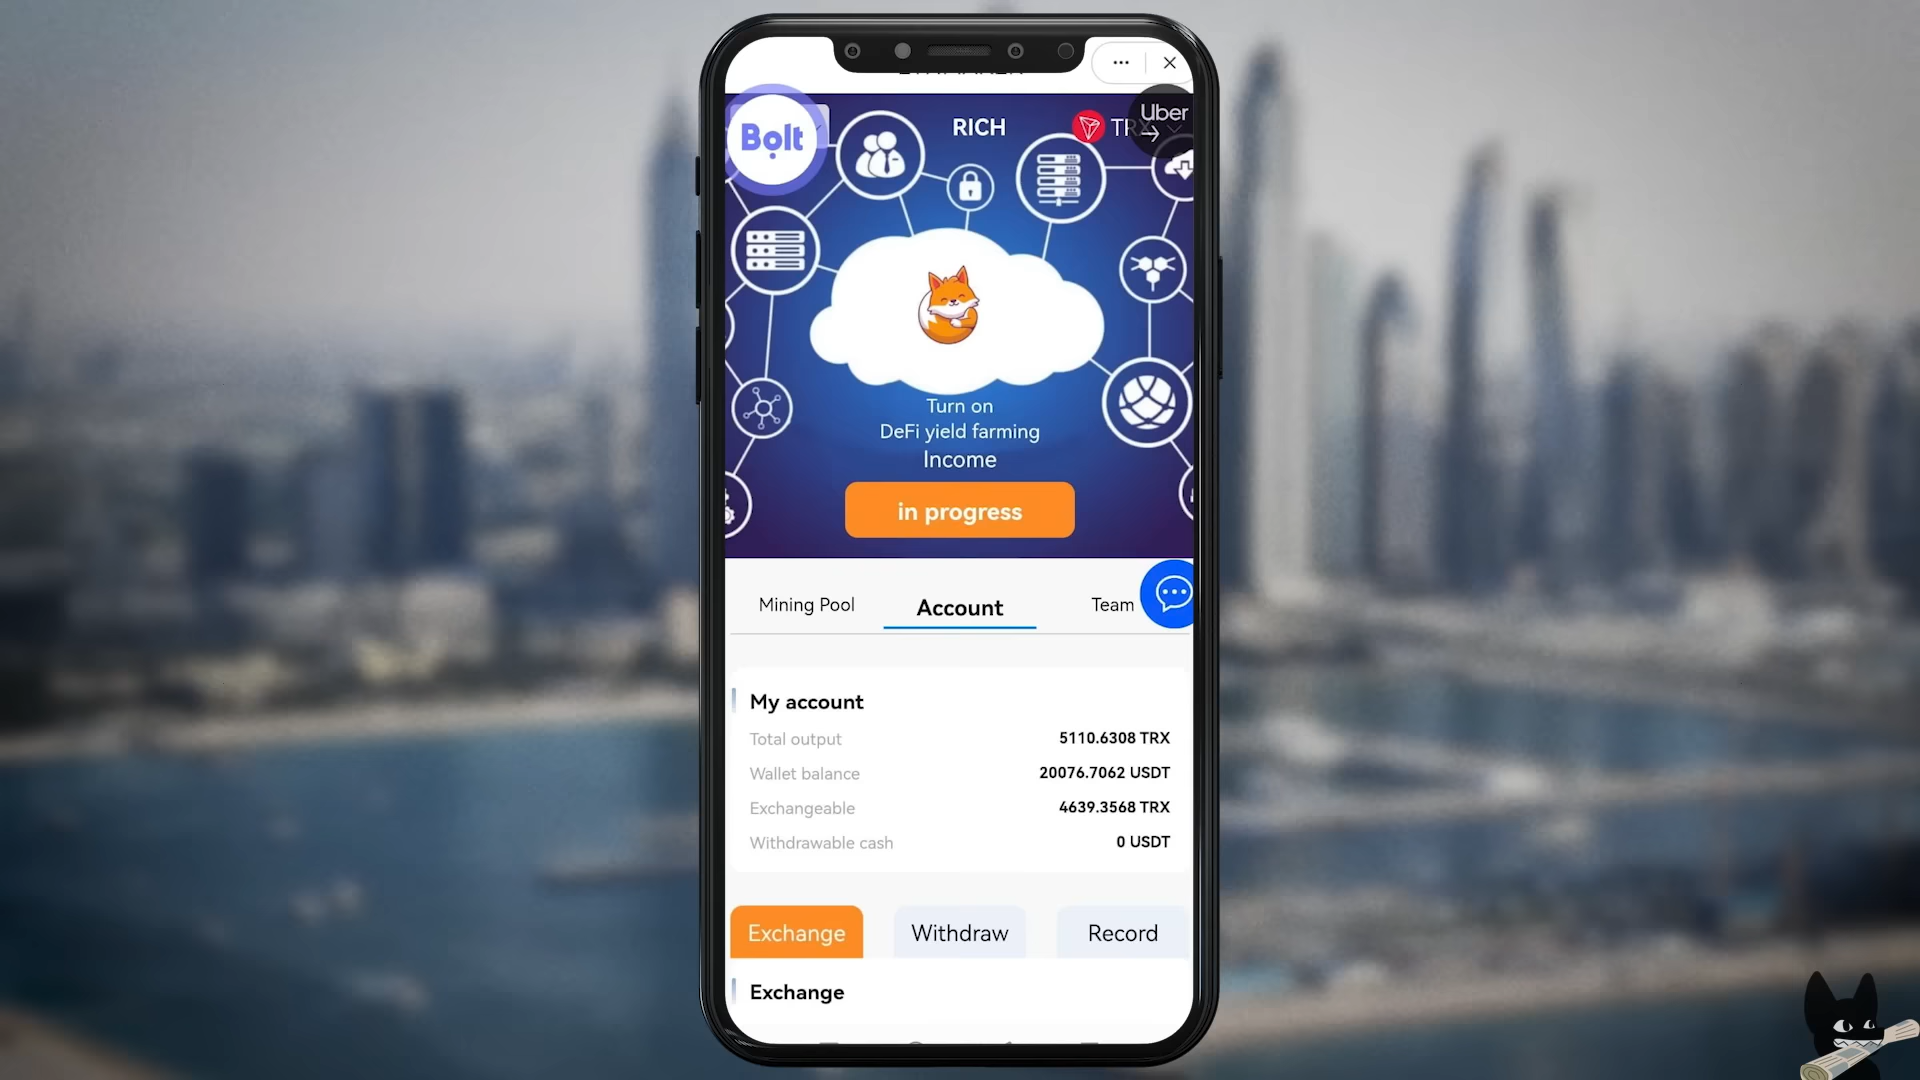 Bolt
RICH
TRX
Uber
Turn on
DeFi yield farming
Income
in progress
Mining Pool
Account
Team
My account
Total output
5110.6308 TRX
Wallet balance
20076.7062 USDT
Exchangeable
4639.3568 TRX
Withdrawable cash
0 USDT
Exchange
Withdraw
Record
Exchange